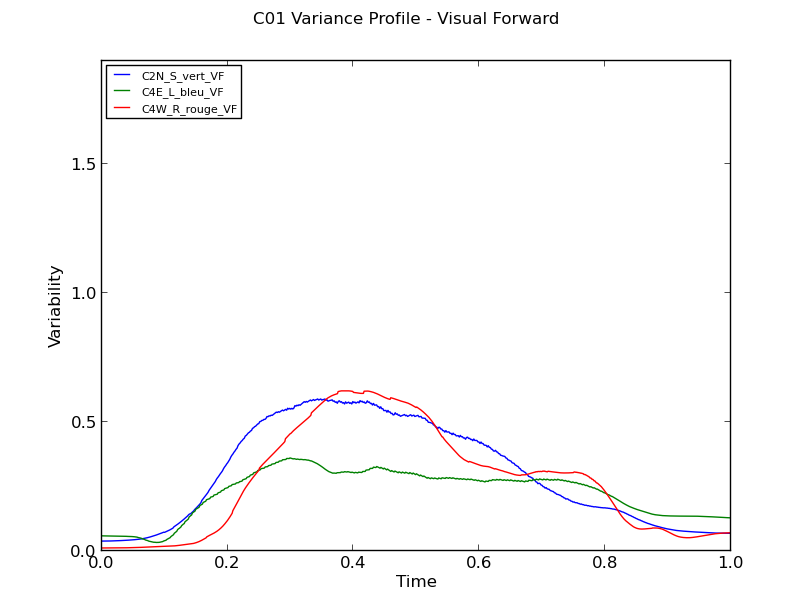 C01 Variance Profile - Visual Forward
C2N_S_vert_VF
C4E_L_bleu_VF
C4W_R_rouge_VF
Variability
1.5
1.0
0.5
0.0
0.0 0.2 0.4 0.6 0.8 1.0
Time